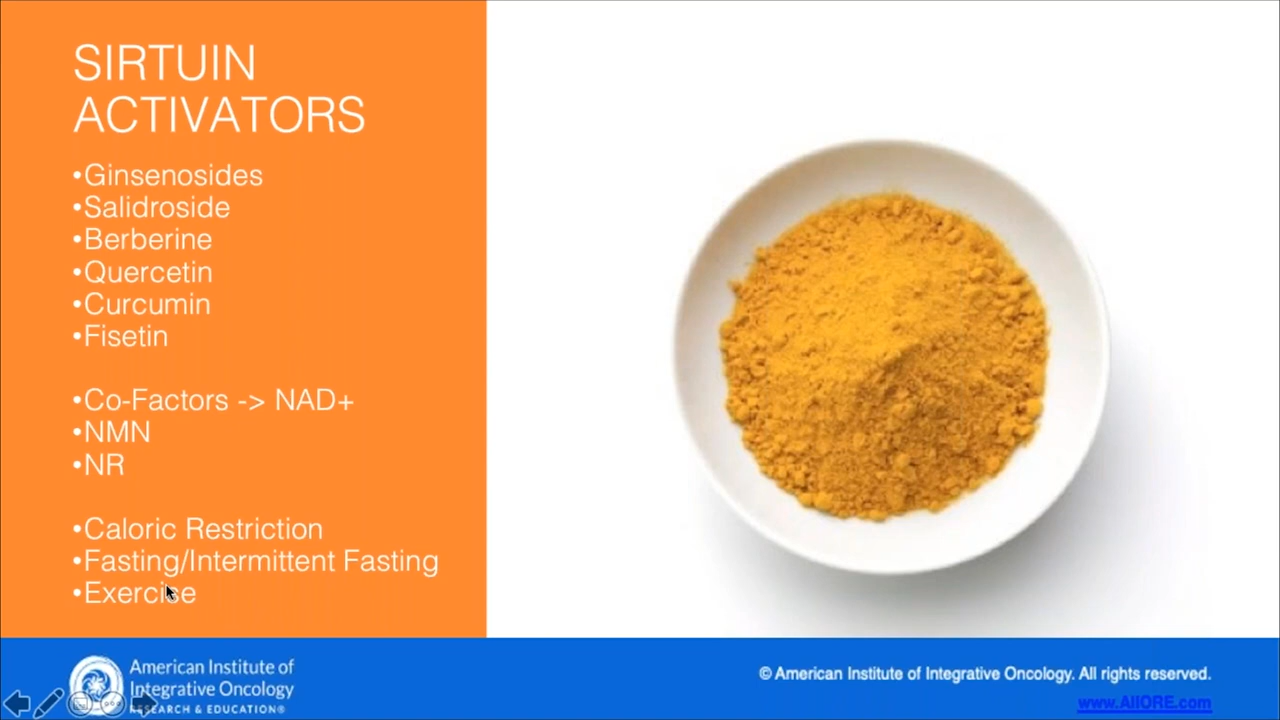 SIRTUIN
ACTIVATORS
•Ginsenosides
•Salidroside
•Berberine
•Quercetin
•Curcumin
•Fisetin
•Co-Factors -> NAD+
•NMN
•NR
•Caloric Restriction
•Fasting/Intermittent Fasting
•Exercise
American Institute of
Integrative Oncology
RESEARCH & EDUCATION®
© American Institute of Integrative Oncology. All rights reserved.
www.AIIORE.com